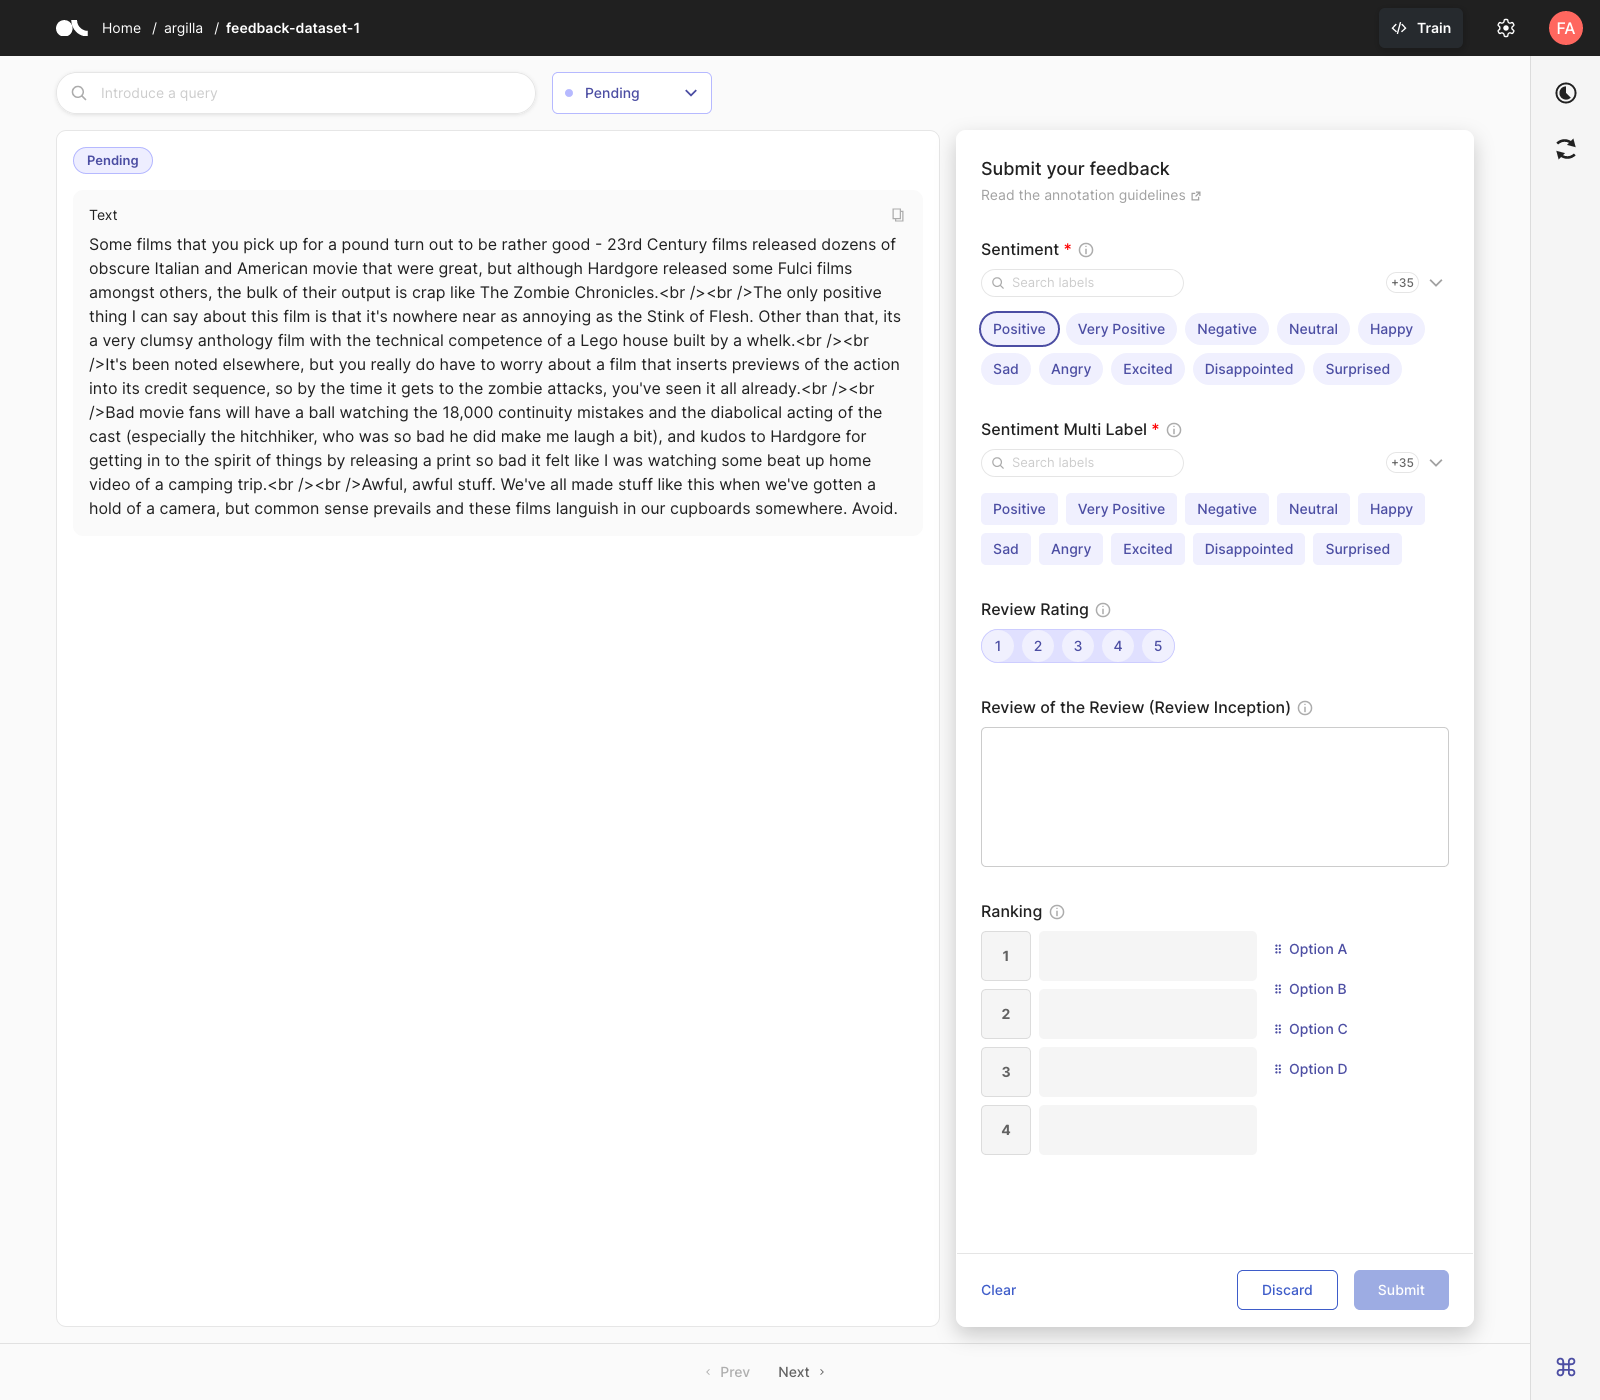 Home / argilla / feedback-dataset-1
Train
FA
Introduce a query
Pending
Pending
Text
Some films that you pick up for a pound turn out to be rather good - 23rd Century films released dozens of
obscure Italian and American movie that were great, but although Hardgore released some Fulci films
amongst others, the bulk of their output is crap like The Zombie Chronicles.<br /><br />The only positive
thing I can say about this film is that it's nowhere near as annoying as the Stink of Flesh. Other than that, its
a very clumsy anthology film with the technical competence of a Lego house built by a whelk.<br /><br
/>It's been noted elsewhere, but you really do have to worry about a film that inserts previews of the action
into its credit sequence, so by the time it gets to the zombie attacks, you've seen it all already.<br /><br
/>Bad movie fans will have a ball watching the 18,000 continuity mistakes and the diabolical acting of the
cast (especially the hitchhiker, who was so bad he did make me laugh a bit), and kudos to Hardgore for
getting in to the spirit of things by releasing a print so bad it felt like I was watching some beat up home
video of a camping trip.<br /><br />Awful, awful stuff. We've all made stuff like this when we've gotten a
hold of a camera, but common sense prevails and these films languish in our cupboards somewhere. Avoid.
Submit your feedback
Read the annotation guidelines
Sentiment *
Search labels
+35
Positive Very Positive Negative Neutral Happy
Sad Angry Excited Disappointed Surprised
Sentiment Multi Label *
Search labels
+35
Positive Very Positive Negative Neutral Happy
Sad Angry Excited Disappointed Surprised
Review Rating
1 2 3 4 5
Review of the Review (Review Inception)
Ranking
1
2
3
4
Option A
Option B
Option C
Option D
Clear
Discard
Submit
Prev
Next